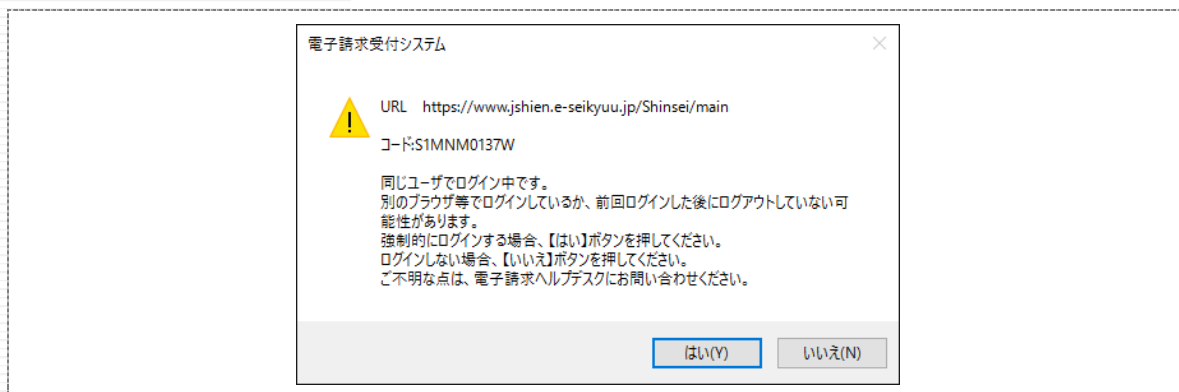 電子請求受付システム
URL　https://www.jshien.e-seikyuu.jp/Shinsei/main
コード:S1MNM0137W
同じユーザでログイン中です。
別のブラウザ等でログインしているか、前回ログインした後にログアウトしていない可
能性があります。
強制的にログインする場合、【はい】ボタンを押してください。
ログインしない場合、【いいえ】ボタンを押してください。
ご不明な点は、電子請求ヘルプデスクにお問い合わせください。
はい(Y)
いいえ(N)